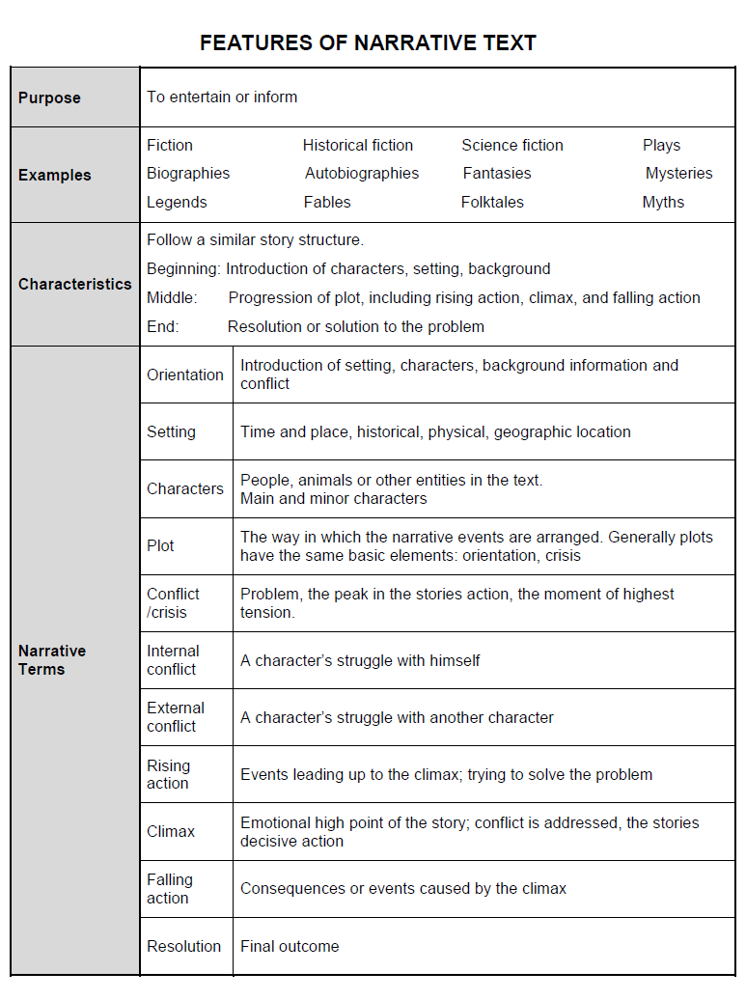 FEATURES OF NARRATIVE TEXT
Purpose
To entertain or inform
Examples
Fiction Historical fiction Science fiction Plays
Biographies Autobiographies Fantasies Mysteries
Legends Fables Folktales Myths
Characteristics
Follow a similar story structure.
Beginning: Introduction of characters, setting, background
Middle: Progression of plot, including rising action, climax, and falling action
End: Resolution or solution to the problem
Narrative
Terms
Orientation
Introduction of setting, characters, background information and
conflict
Setting
Time and place, historical, physical, geographic location
Characters
People, animals or other entities in the text.
Main and minor characters
Plot
The way in which the narrative events are arranged. Generally plots
have the same basic elements: orientation, crisis
Conflict
/crisis
Problem, the peak in the stories action, the moment of highest
tension.
Internal
conflict
A character's struggle with himself
External
conflict
A character's struggle with another character
Rising
action
Events leading up to the climax; trying to solve the problem
Climax
Emotional high point of the story; conflict is addressed, the stories
decisive action
Falling
action
Consequences or events caused by the climax
Resolution
Final outcome